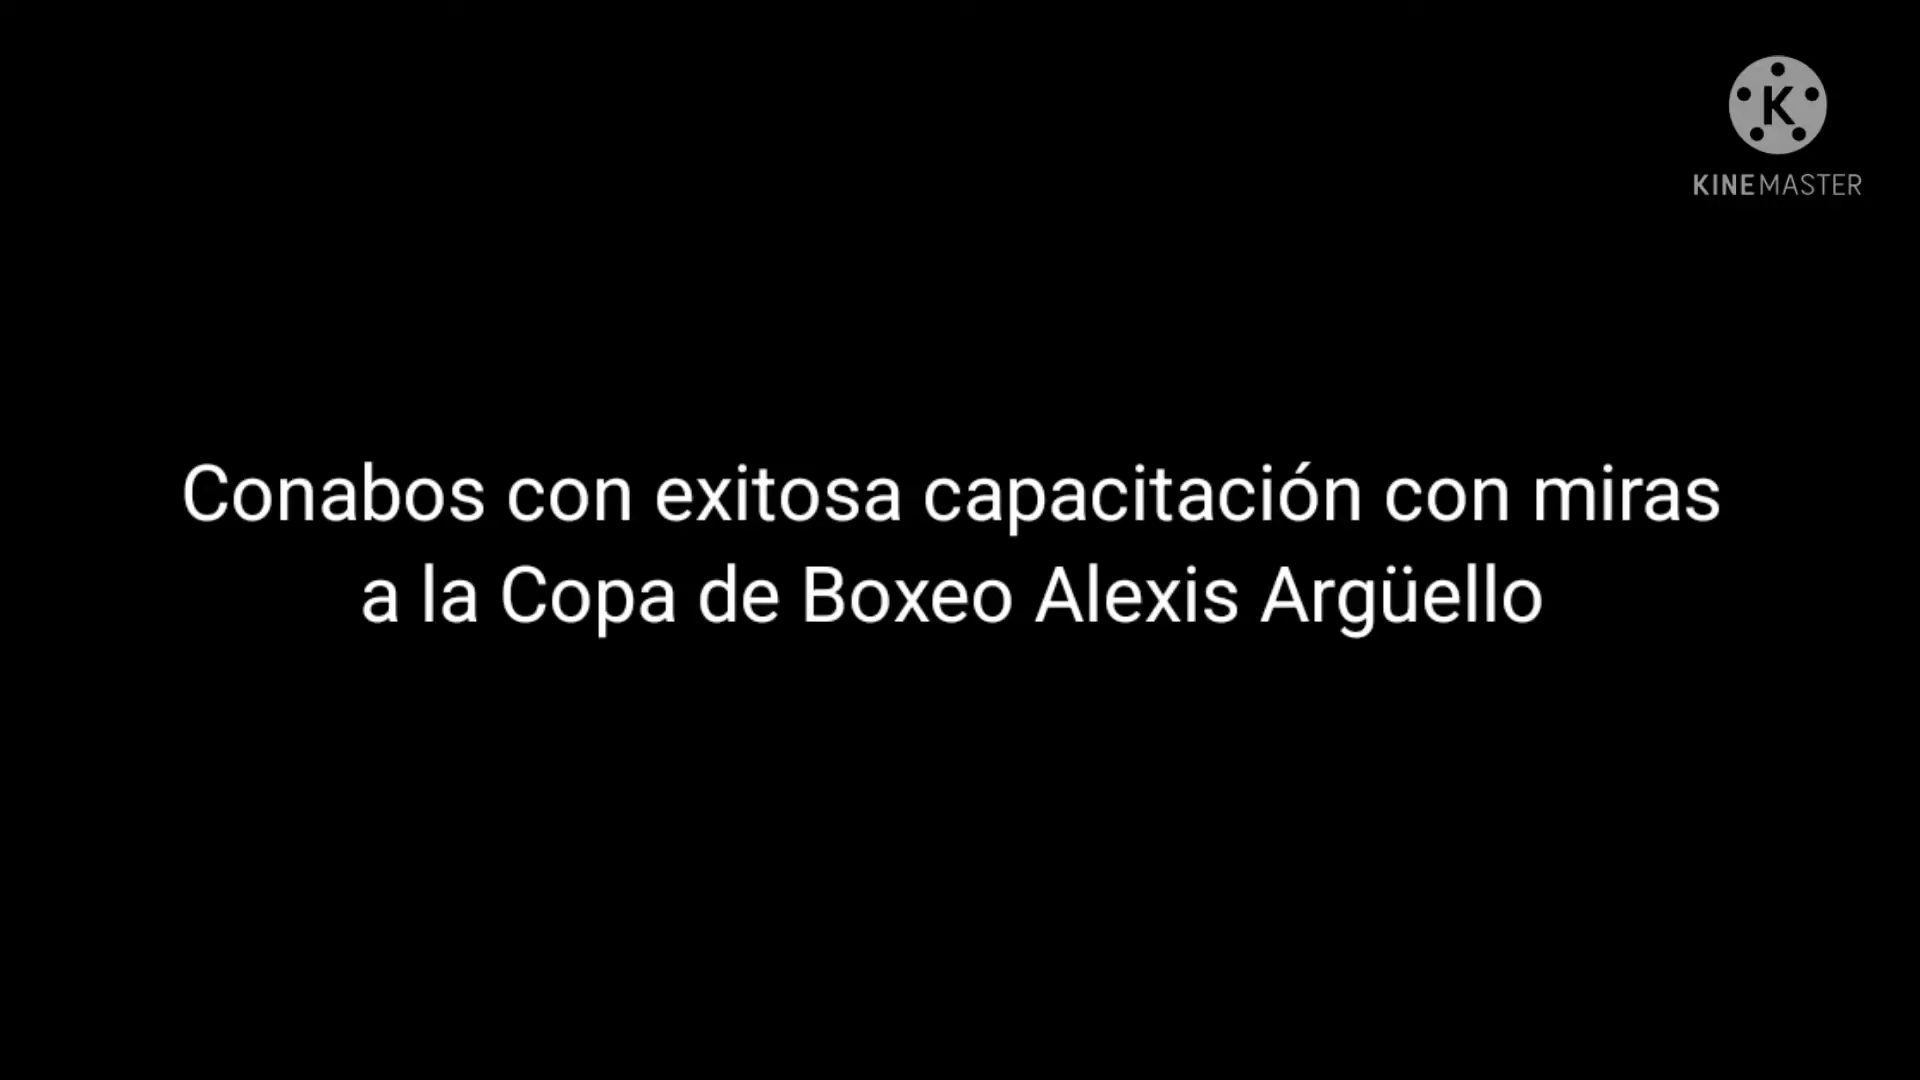 K
KINEMASTER
Conabos con exitosa capacitación con miras
a la Copa de Boxeo Alexis Argüello